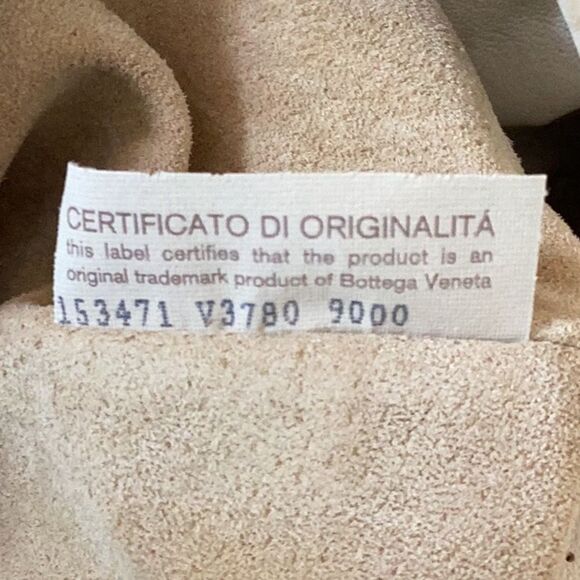 CERTIFICATO DI ORIGINALITÁ
this label certifies that the product is an
original trademark product of Bottega Veneta
153471 V3780 9000